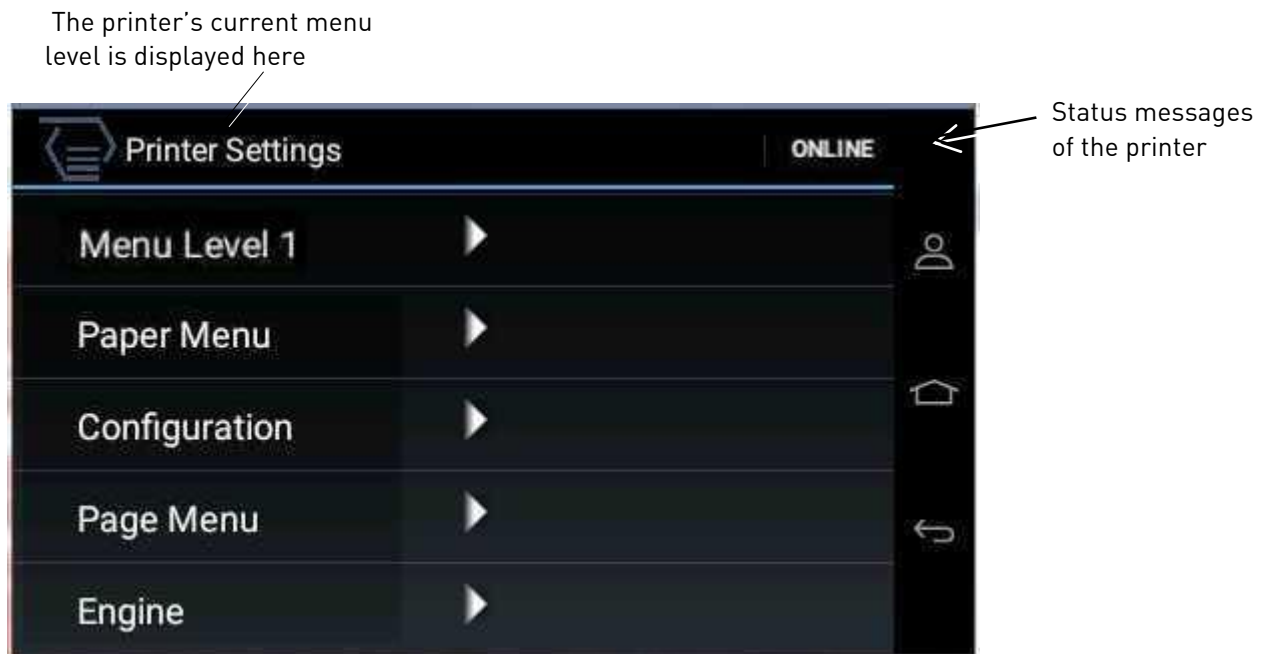 The printer’s current menu
level is displayed here
Printer Settings
ONLINE
Status messages
of the printer
Menu Level 1
Paper Menu
Configuration
Page Menu
Engine